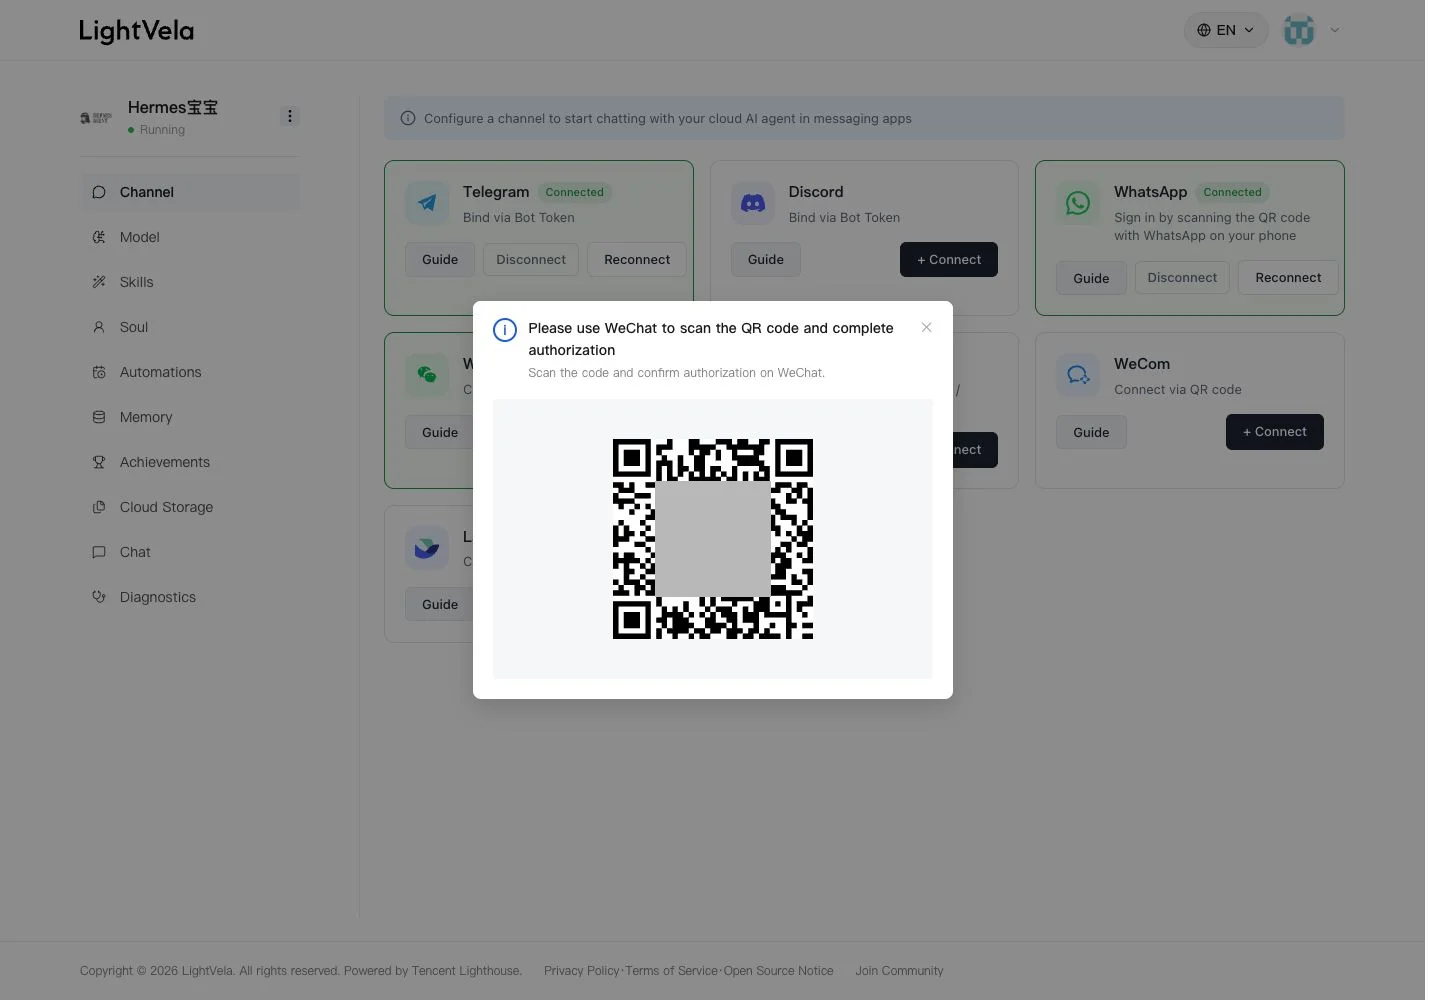 LightVela
EN
Hermes宝宝
Running
Channel
Model
Skills
Soul
Automations
Memory
Achievements
Cloud Storage
Chat
Diagnostics
Configure a channel to start chatting with your cloud AI agent in messaging apps
Telegram Connected
Bind via Bot Token
Guide Disconnect Reconnect
Discord
Bind via Bot Token
Guide + Connect
WhatsApp Connected
Sign in by scanning the QR code
with WhatsApp on your phone
Guide Disconnect Reconnect
Guide
/
WeCom
Connect via QR code
Guide + Connect
Guide
Please use WeChat to scan the QR code and complete
authorization
Scan the code and confirm authorization on WeChat.
Copyright © 2026 LightVela. All rights reserved. Powered by Tencent Lighthouse. Privacy Policy·Terms of Service·Open Source Notice Join Community